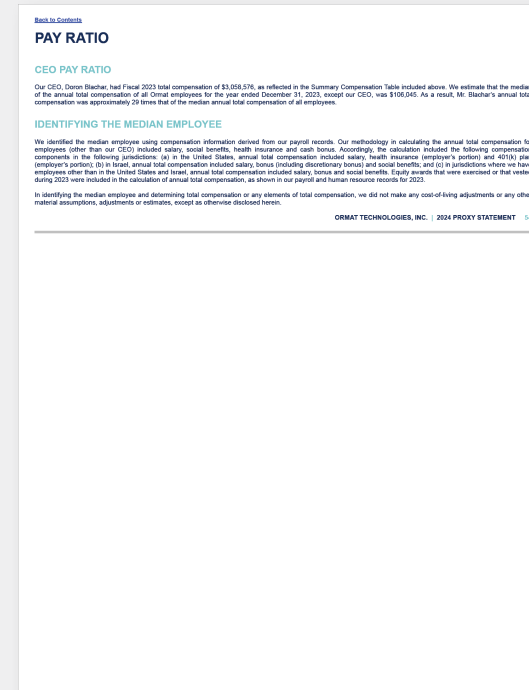 Back to Contents
PAY RATIO
CEO PAY RATIO
Our CEO, Doron Blachar, had Fiscal 2023 total compensation of $3,058,576, as reflected in the Summary Compensation Table included above. We estimate that the
of the annual total compensation of all Ormat employees for the year ended December 31, 2023, except our CEO, was $106,045. As a result, Mr. Blachar's annual
compensation was approximately 29 times that of the median annual total compensation of all employees.
IDENTIFYING THE MEDIAN EMPLOYEE
We identified the median employee using compensation information derived from our payroll records. Our methodology in calculating the annual total compensation
employees (other than our CEO) included salary, social benefits, health insurance and cash bonus. Accordingly, the calculation included the following
components in the following jurisdictions: (a) in the United States, annual total compensation included salary, health insurance (employer's portion) and 401(k)
(employer's portion); (b) in Israel, annual total compensation included salary, bonus (including discretionary bonus) and social benefits; and (c) in jurisdictions where we
employees other than in the United States and Israel, annual total compensation included salary, bonus and social benefits. Equity awards that were exercised or that
during 2023 were included in the calculation of annual total compensation, as shown in our payroll and human resource records for 2023.
In identifying the median employee and determining total compensation or any elements of total compensation, we did not make any cost-of-living adjustments or any
material assumptions, adjustments or estimates, except as otherwise disclosed herein.
ORMAT TECHNOLOGIES, INC. | 2024 PROXY STATEMENT